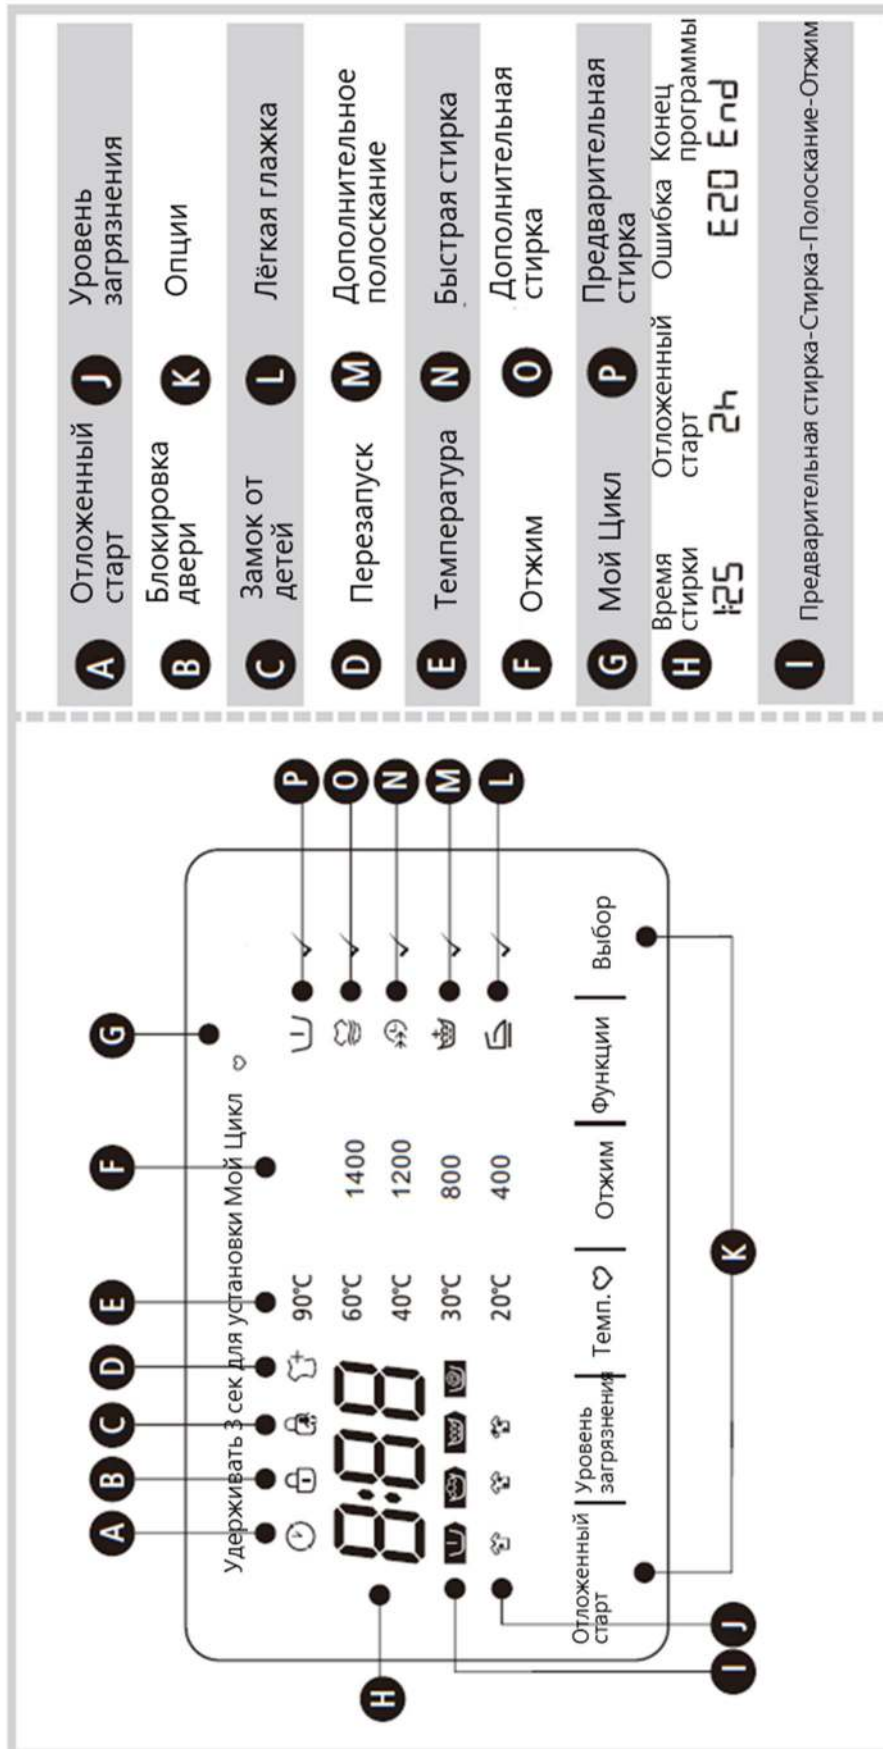 A
B
C
D
E
F
G
Удерживать 3 сек для установки Мой Цикл ♡
90°C
60°C 1400
40°C 1200
30°C 800
20°C 400
8:88
H
P
O
N
M
L
Отложенный
старт
Уровень
загрязнения
Темп. ♡
Отжим
Функции
Выбор
I
J
K
A Отложенный
старт
J Уровень
загрязнения
B Блокировка
двери
K Опции
C Замок от
детей
L Лёгкая глажка
D Перезапуск
M Дополнительное
полоскание
E Температура
N Быстрая стирка
F Отжим
O Дополнительная
стирка
G Мой Цикл
P Предварительная
стирка
H Время
стирки
1:25
Отложенный
старт
2h
Ошибка
E20
Конец
программы
End
I Предварительная стирка-Стирка-Полоскание-Отжим